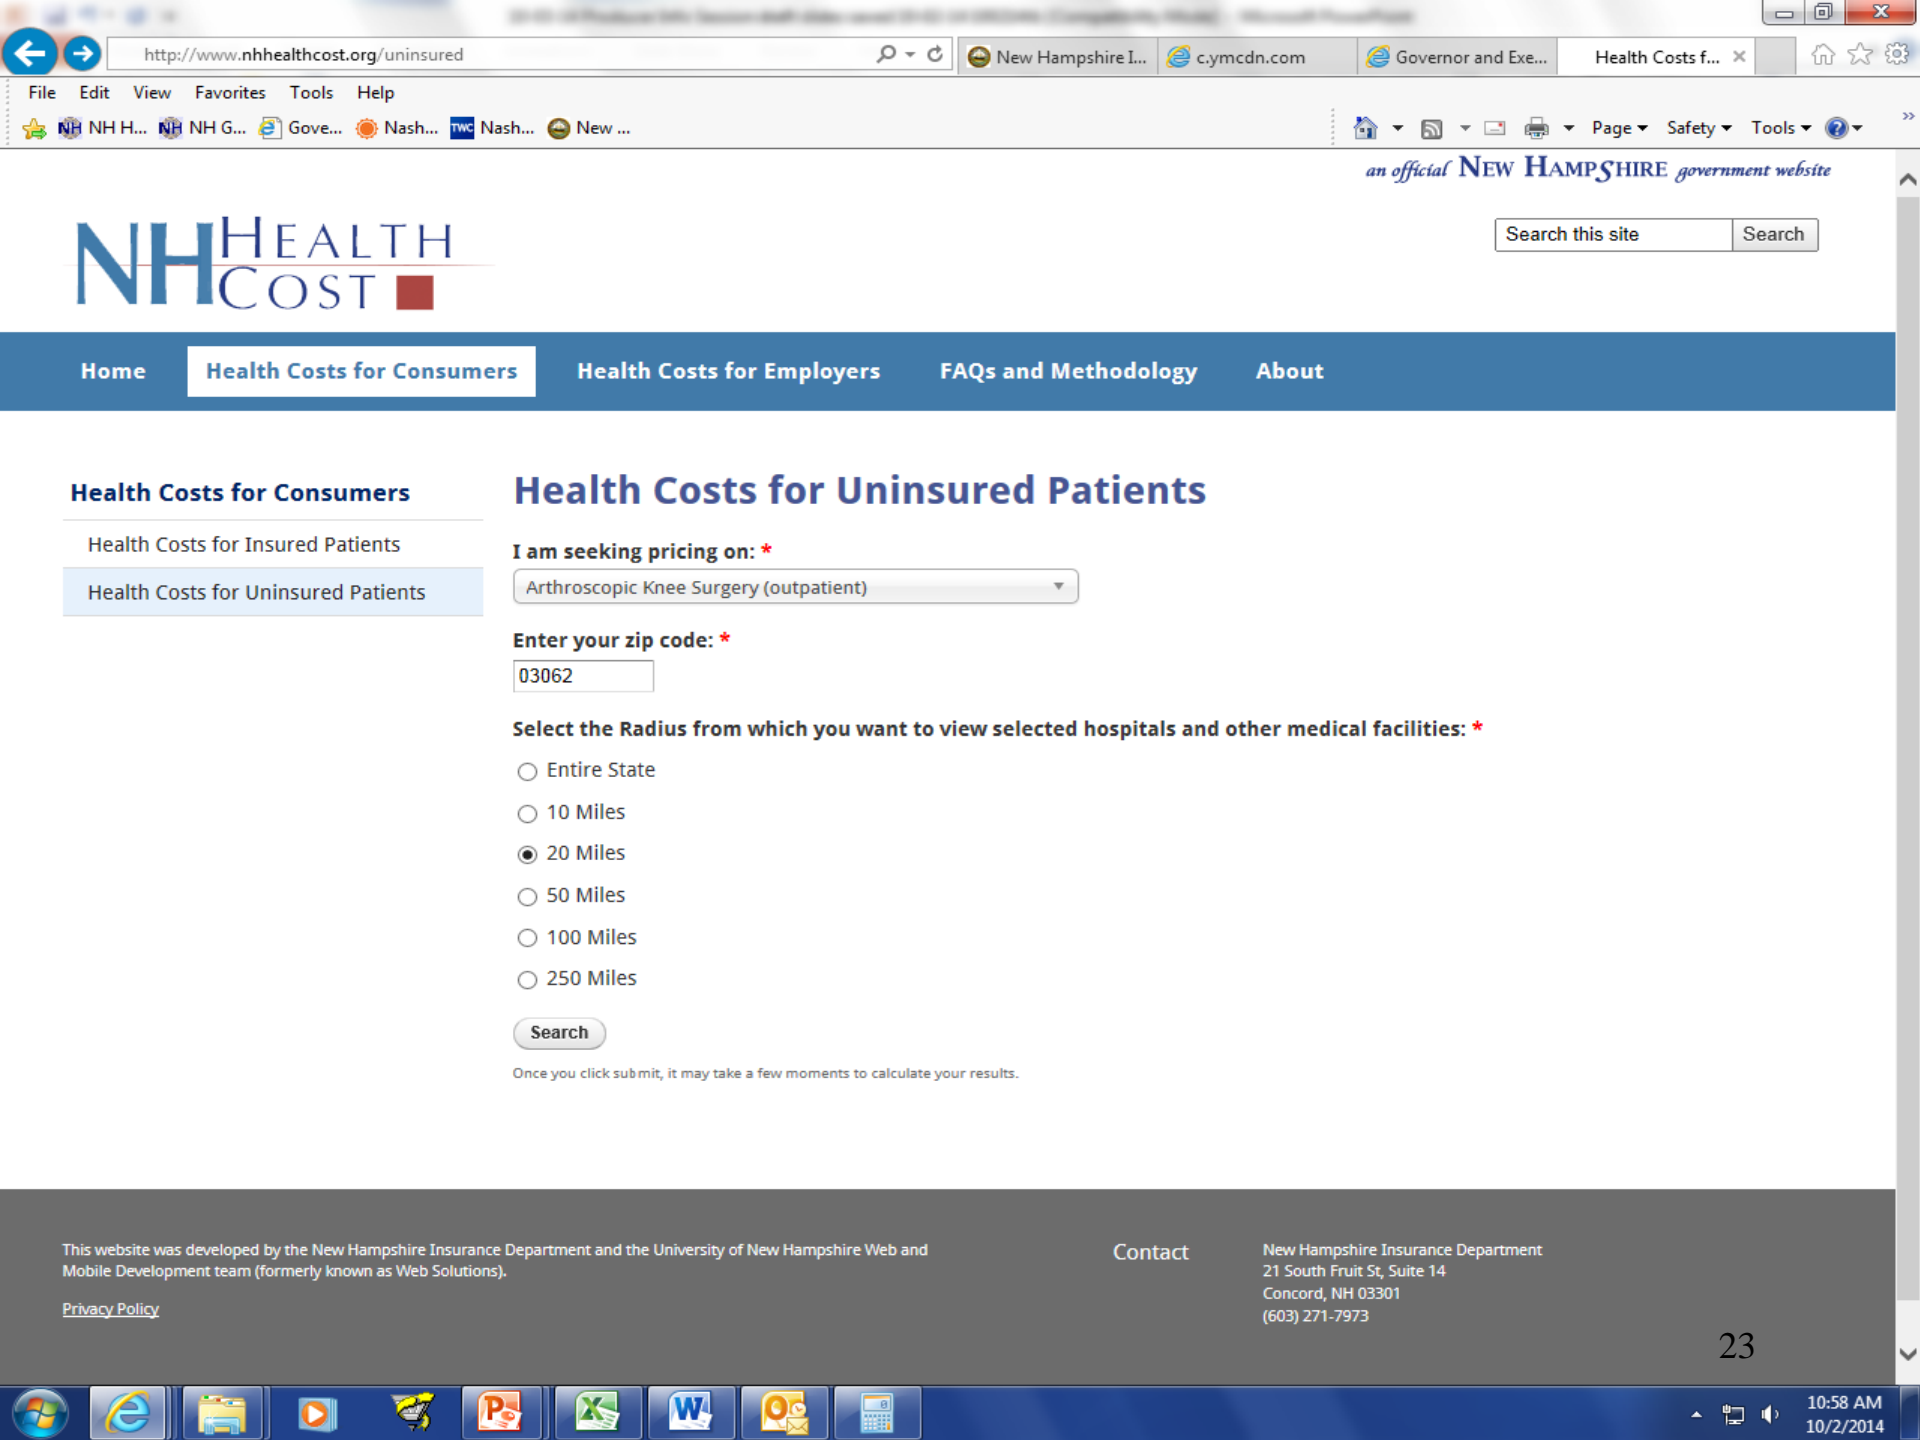 http://www.nhhealthcost.org/uninsured
New Hampshire I...
c.ymcdn.com
Governor and Exe...
Health Costs f...
File Edit View Favorites Tools Help
NH NH H... NH NH G... Gove... Nash... TWC Nash... New ...
Page Safety Tools
an official NEW HAMPSHIRE government website
NH HEALTH COST
Search this site Search
Home Health Costs for Consumers Health Costs for Employers FAQs and Methodology About
Health Costs for Consumers
Health Costs for Insured Patients
Health Costs for Uninsured Patients
Health Costs for Uninsured Patients
I am seeking pricing on: *
Arthroscopic Knee Surgery (outpatient)
Enter your zip code: *
03062
Select the Radius from which you want to view selected hospitals and other medical facilities: *
Entire State
10 Miles
20 Miles
50 Miles
100 Miles
250 Miles
Search
Once you click submit, it may take a few moments to calculate your results.
This website was developed by the New Hampshire Insurance Department and the University of New Hampshire Web and
Mobile Development team (formerly known as Web Solutions).
Privacy Policy
Contact
New Hampshire Insurance Department
21 South Fruit St, Suite 14
Concord, NH 03301
(603) 271-7973
23
10:58 AM
10/2/2014